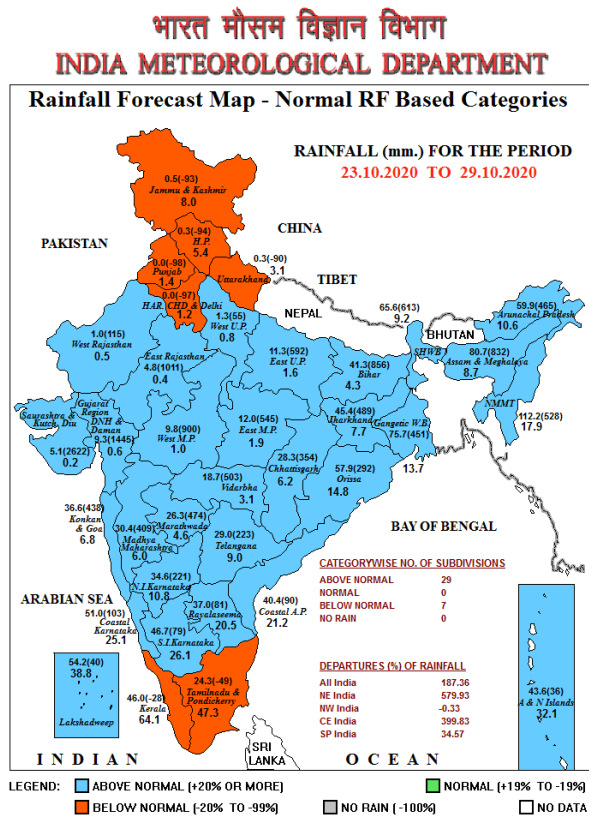 भारत मौसम विज्ञान विभाग
INDIA METEOROLOGICAL DEPARTMENT
Rainfall Forecast Map - Normal RF Based Categories
RAINFALL (mm.) FOR THE PERIOD
23.10.2020 TO 29.10.2020
0.5(-93)
Jammu & Kashmir
8.0
0.3(-94)
H.P.
5.4
CHINA
PAKISTAN
0.0(-98)
Punjab
1.4
0.3(-90)
3.1
Uttarakhand
TIBET
0.0(-97)
HAR. CHD & Delhi
1.2
NEPAL
1.3(55)
West U.P.
0.8
65.6(613)
9.2
BHUTAN
SHWB
59.9(465)
Arunachal Pradesh
10.6
1.0(115)
West Rajasthan
0.5
East Rajasthan
4.8(1011)
0.4
11.3(592)
East U.P.
1.6
41.3(856)
Bihar
4.3
80.7(832)
Assam & Meghalaya
8.7
NMMT
112.2(528)
17.9
Saurashtra &
Kutch, Diu
5.1(2622)
0.2
Gujarat
Region
DNH &
Daman
9.3(1445)
0.6
9.8(900)
West M.P.
1.0
12.0(545)
East M.P.
1.9
45.4(489)
Jharkhand
7.7
Gangetic W.B.
75.7(451)
13.7
28.3(354)
Chhattisgarh
6.2
57.9(292)
Orissa
14.8
18.7(503)
Vidarbha
3.1
36.6(438)
Konkan
& Goa
6.8
30.4(409)
Madhya
Maharashtra
6.0
26.3(474)
Marathwada
4.6
29.0(223)
Telangana
9.0
BAY OF BENGAL
34.6(221)
N.I.Karnataka
10.8
ARABIAN SEA
51.0(103)
Coastal
Karnataka
25.1
37.0(81)
Rayalaseema
20.5
40.4(90)
Coastal A.P.
21.2
46.7(79)
S.I.Karnataka
26.1
CATEGORYWISE NO. OF SUBDIVISIONS
ABOVE NORMAL 29
NORMAL 0
BELOW NORMAL 7
NO RAIN 0
DEPARTURES (%) OF RAINFALL
All India 187.36
NE India 579.93
NW India -0.33
CE India 399.83
SP India 34.57
54.2(40)
38.8
Lakshadweep
46.0(-28)
Kerala
64.1
24.3(-49)
Tamilnadu &
Pondicherry
47.3
43.6(36)
A & N Islands
32.1
SRI
LANKA
INDIAN OCEAN
LEGEND: ABOVE NORMAL (+20% OR MORE) NORMAL (+19% TO -19%)
BELOW NORMAL (-20% TO -99%) NO RAIN (-100%) NO DATA